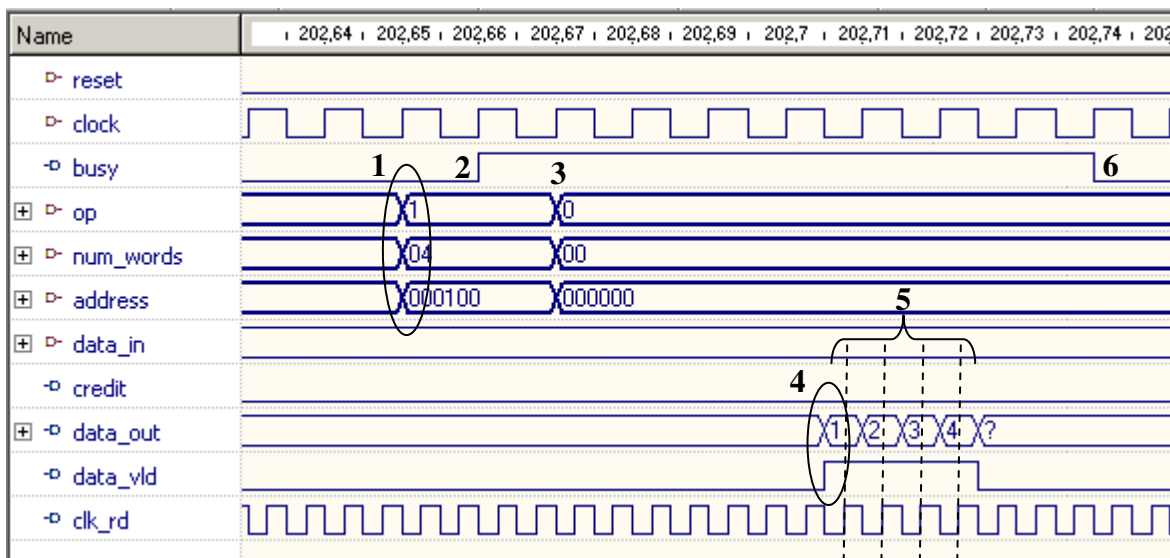 Name 202,64 202,65 202,66 202,67 202,68 202,69 202,7 202,71 202,72 202,73 202,74 202
reset
clock
busy 1 2 3 6
op 1 0
num_words 04 00
address 000100 000000
5
data_in
credit 4
data_out 1 2 3 4 ?
data_vld
clk_rd